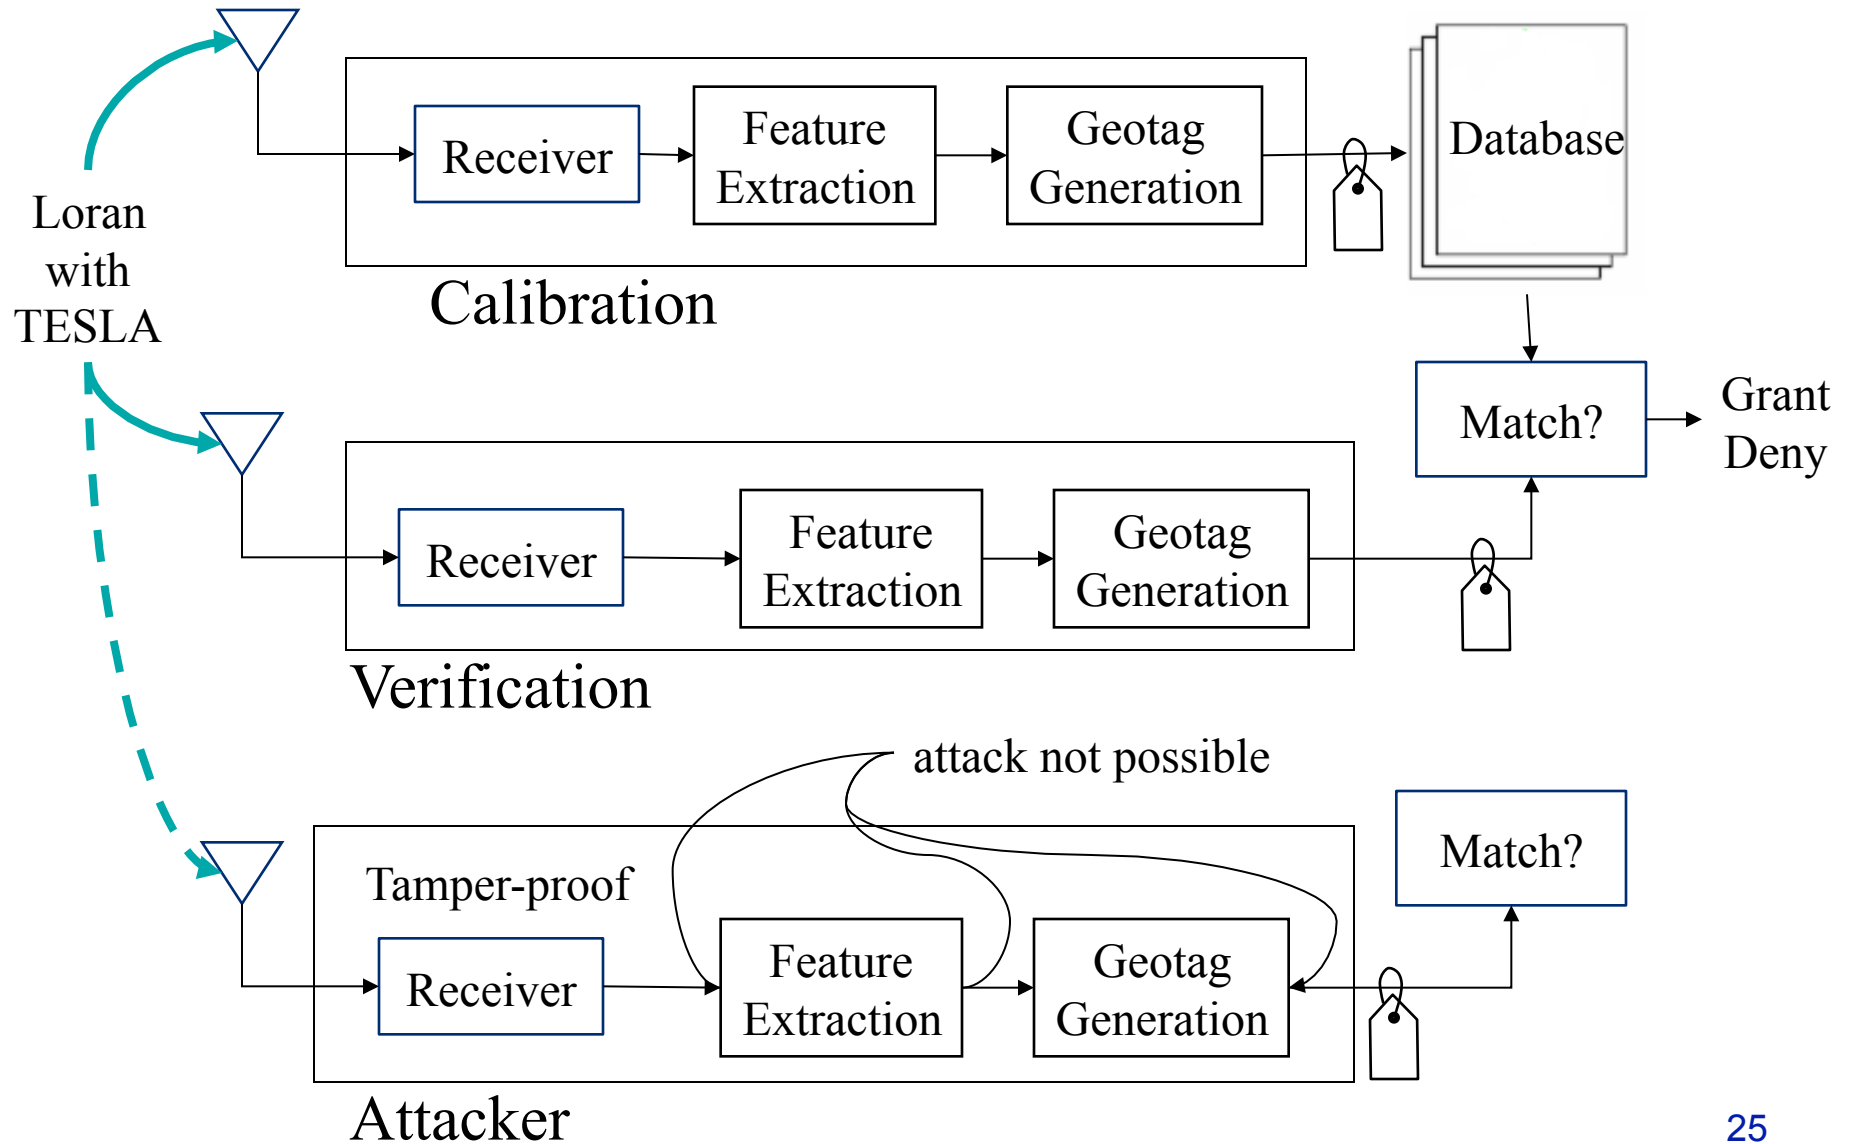 Loran
with
TESLA
Receiver
Feature
Extraction
Geotag
Generation
Database
Calibration
Match?
Grant
Deny
Receiver
Feature
Extraction
Geotag
Generation
Verification
attack not possible
Tamper-proof
Receiver
Feature
Extraction
Geotag
Generation
Match?
Attacker
25